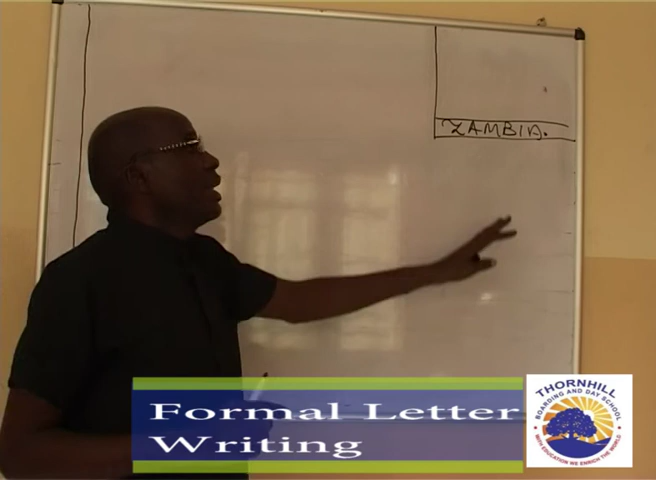 ZAMBIA.
Formal Letter
Writing
THORNHILL
BOARDING AND DAY SCHOOL
WITH EDUCATION WE ENRICH THE WORLD